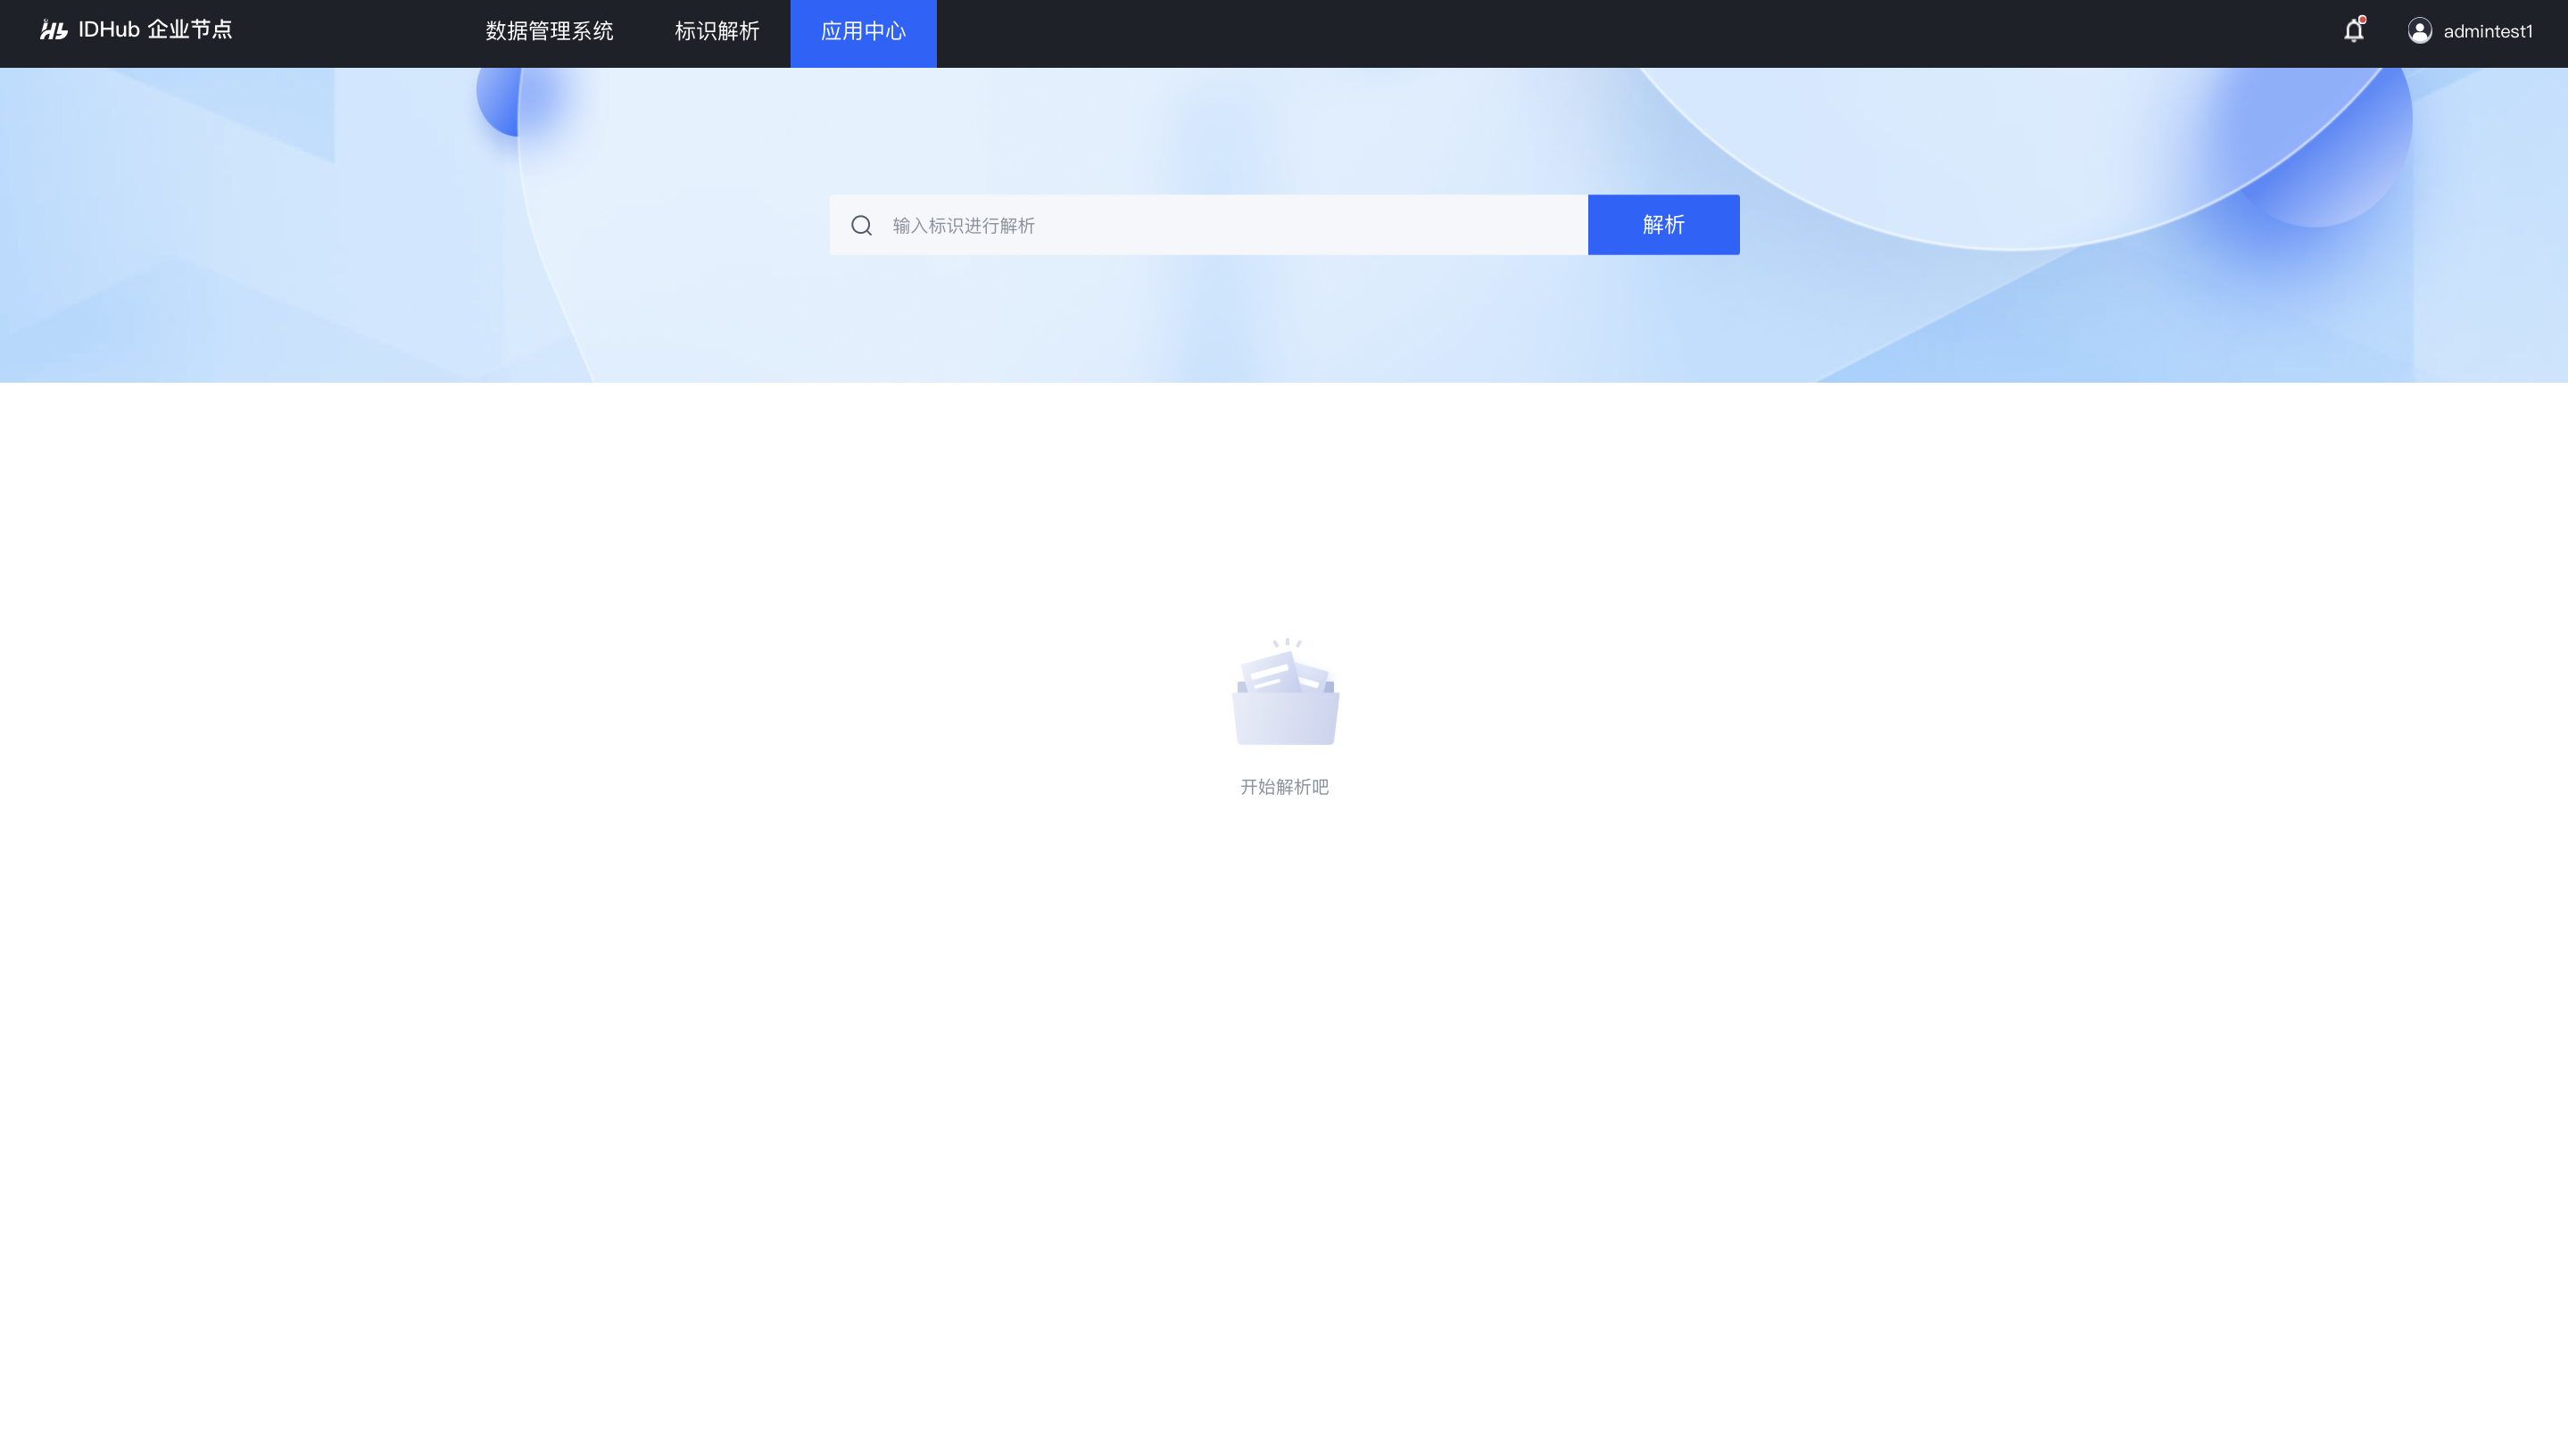 IDHub 企业节点
数据管理系统
标识解析
应用中心
admintest1
输入标识进行解析
解析
开始解析吧